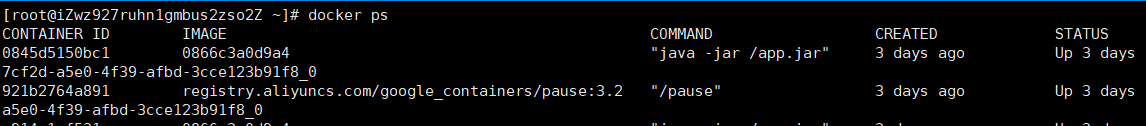 [root@iZwz927ruhn1gmbus2zso2Z ~]# docker ps
CONTAINER ID IMAGE COMMAND CREATED STATUS
0845d5150bc1 0866c3a0d9a4 "java -jar /app.jar" 3 days ago Up 3 days
7cf2d-a5e0-4f39-afbd-3cce123b91f8_0
921b2764a891 registry.aliyuncs.com/google_containers/pause:3.2 "/pause" 3 days ago Up 3 days
a5e0-4f39-afbd-3cce123b91f8_0